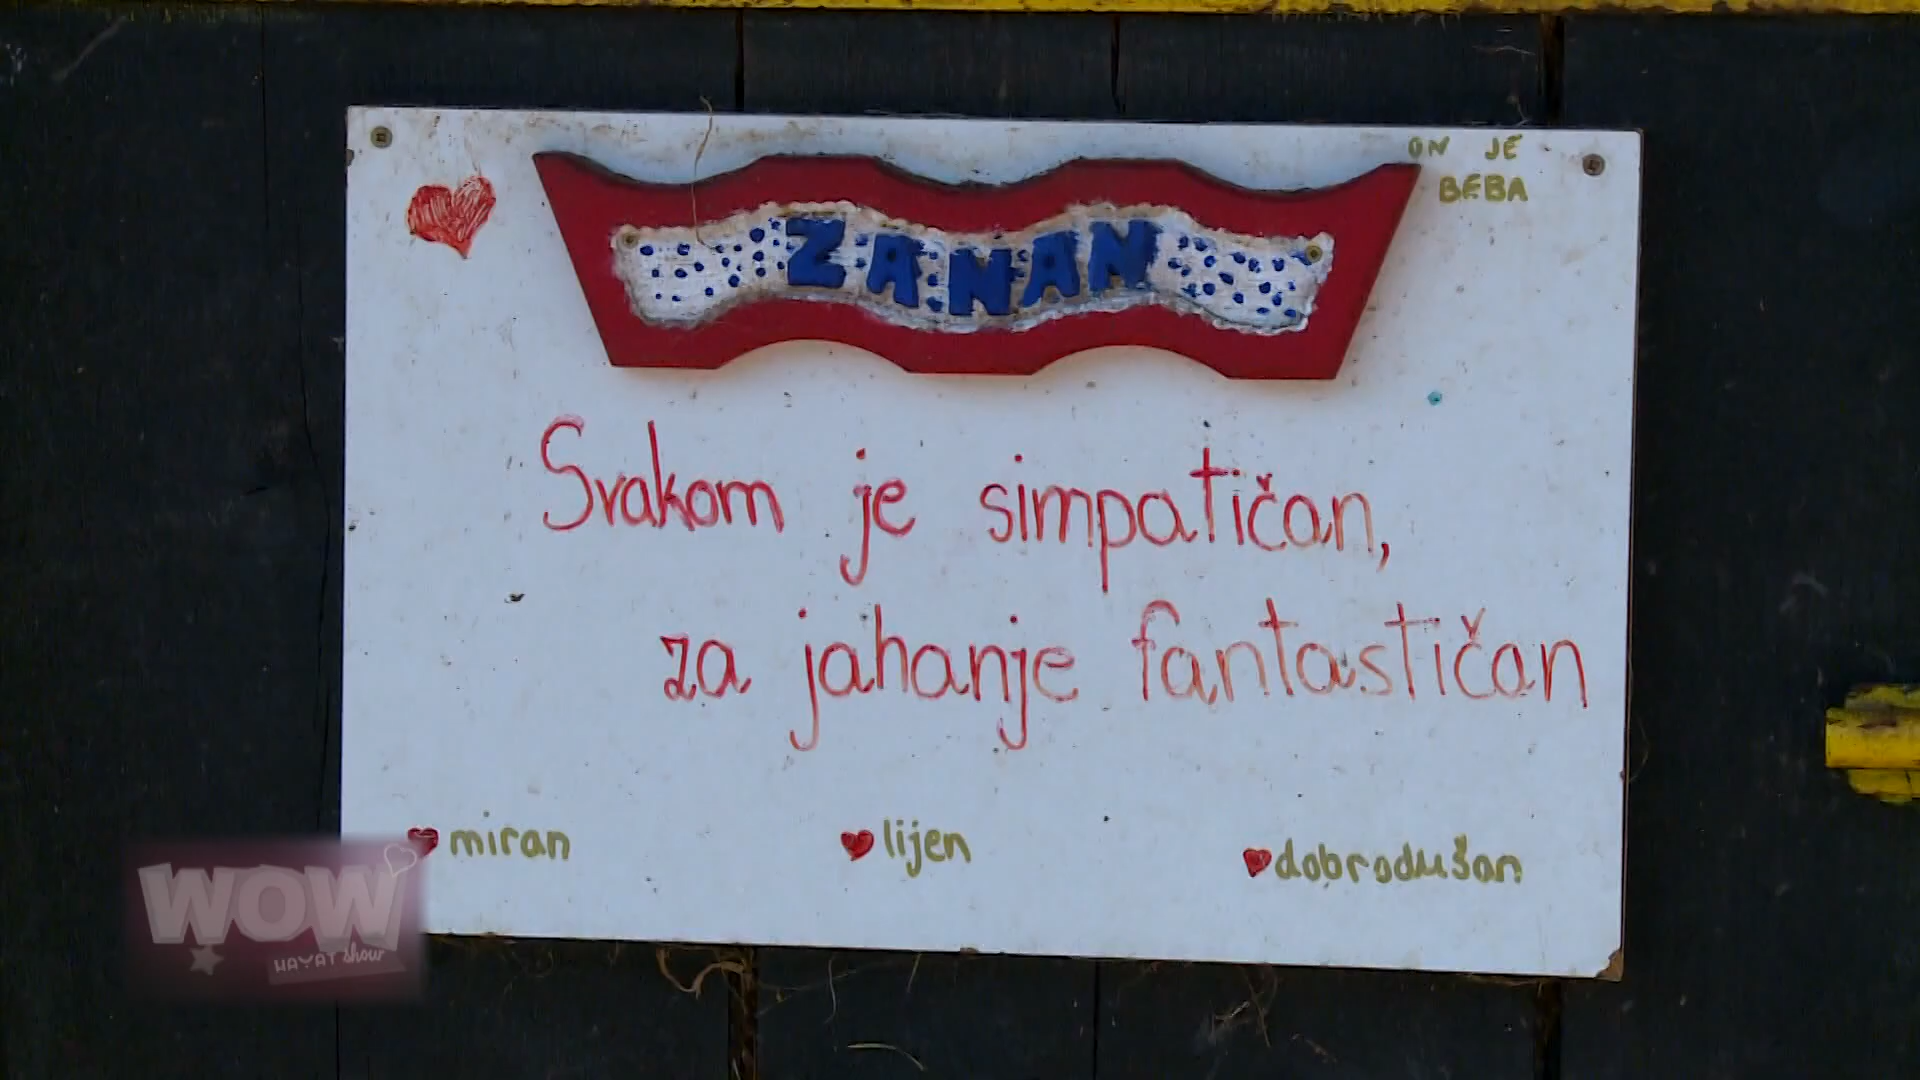 ON JE
BEBA
ZANAN
Svakom je simpatičan,
za jahanje fantastičan
miran lijen dobrodušan
WOW
HAYAT show